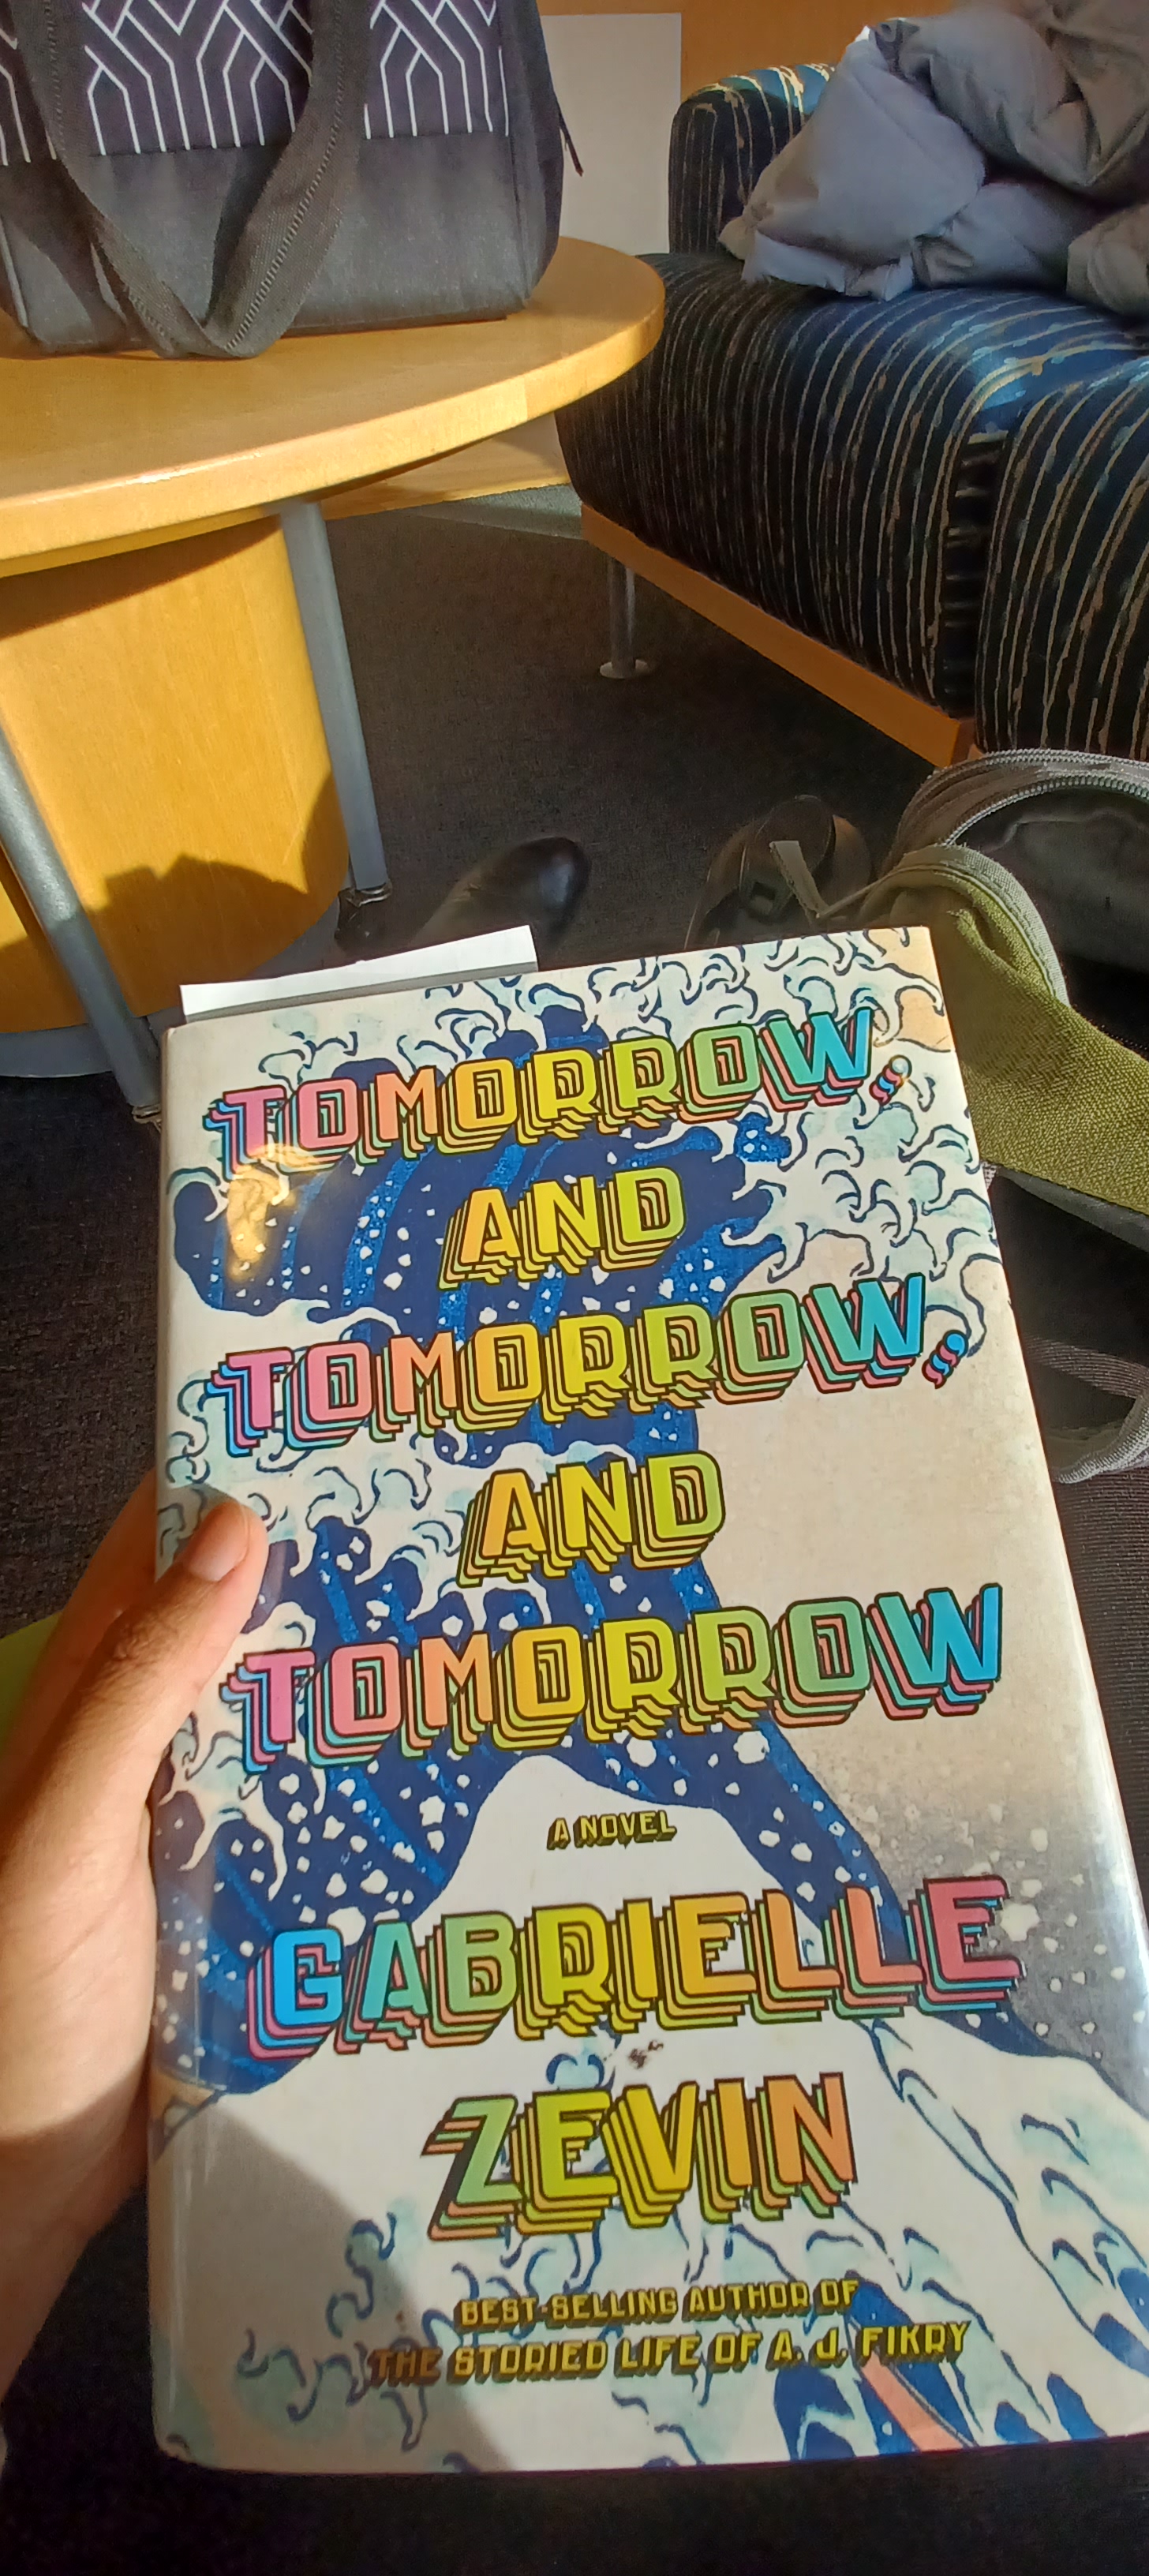 TOMORROW,
AND
TOMORROW,
AND
TOMORROW
A NOVEL
GABRIELLE
ZEVIN
BEST-SELLING AUTHOR OF
THE STORIED LIFE OF A. J. FIKRY